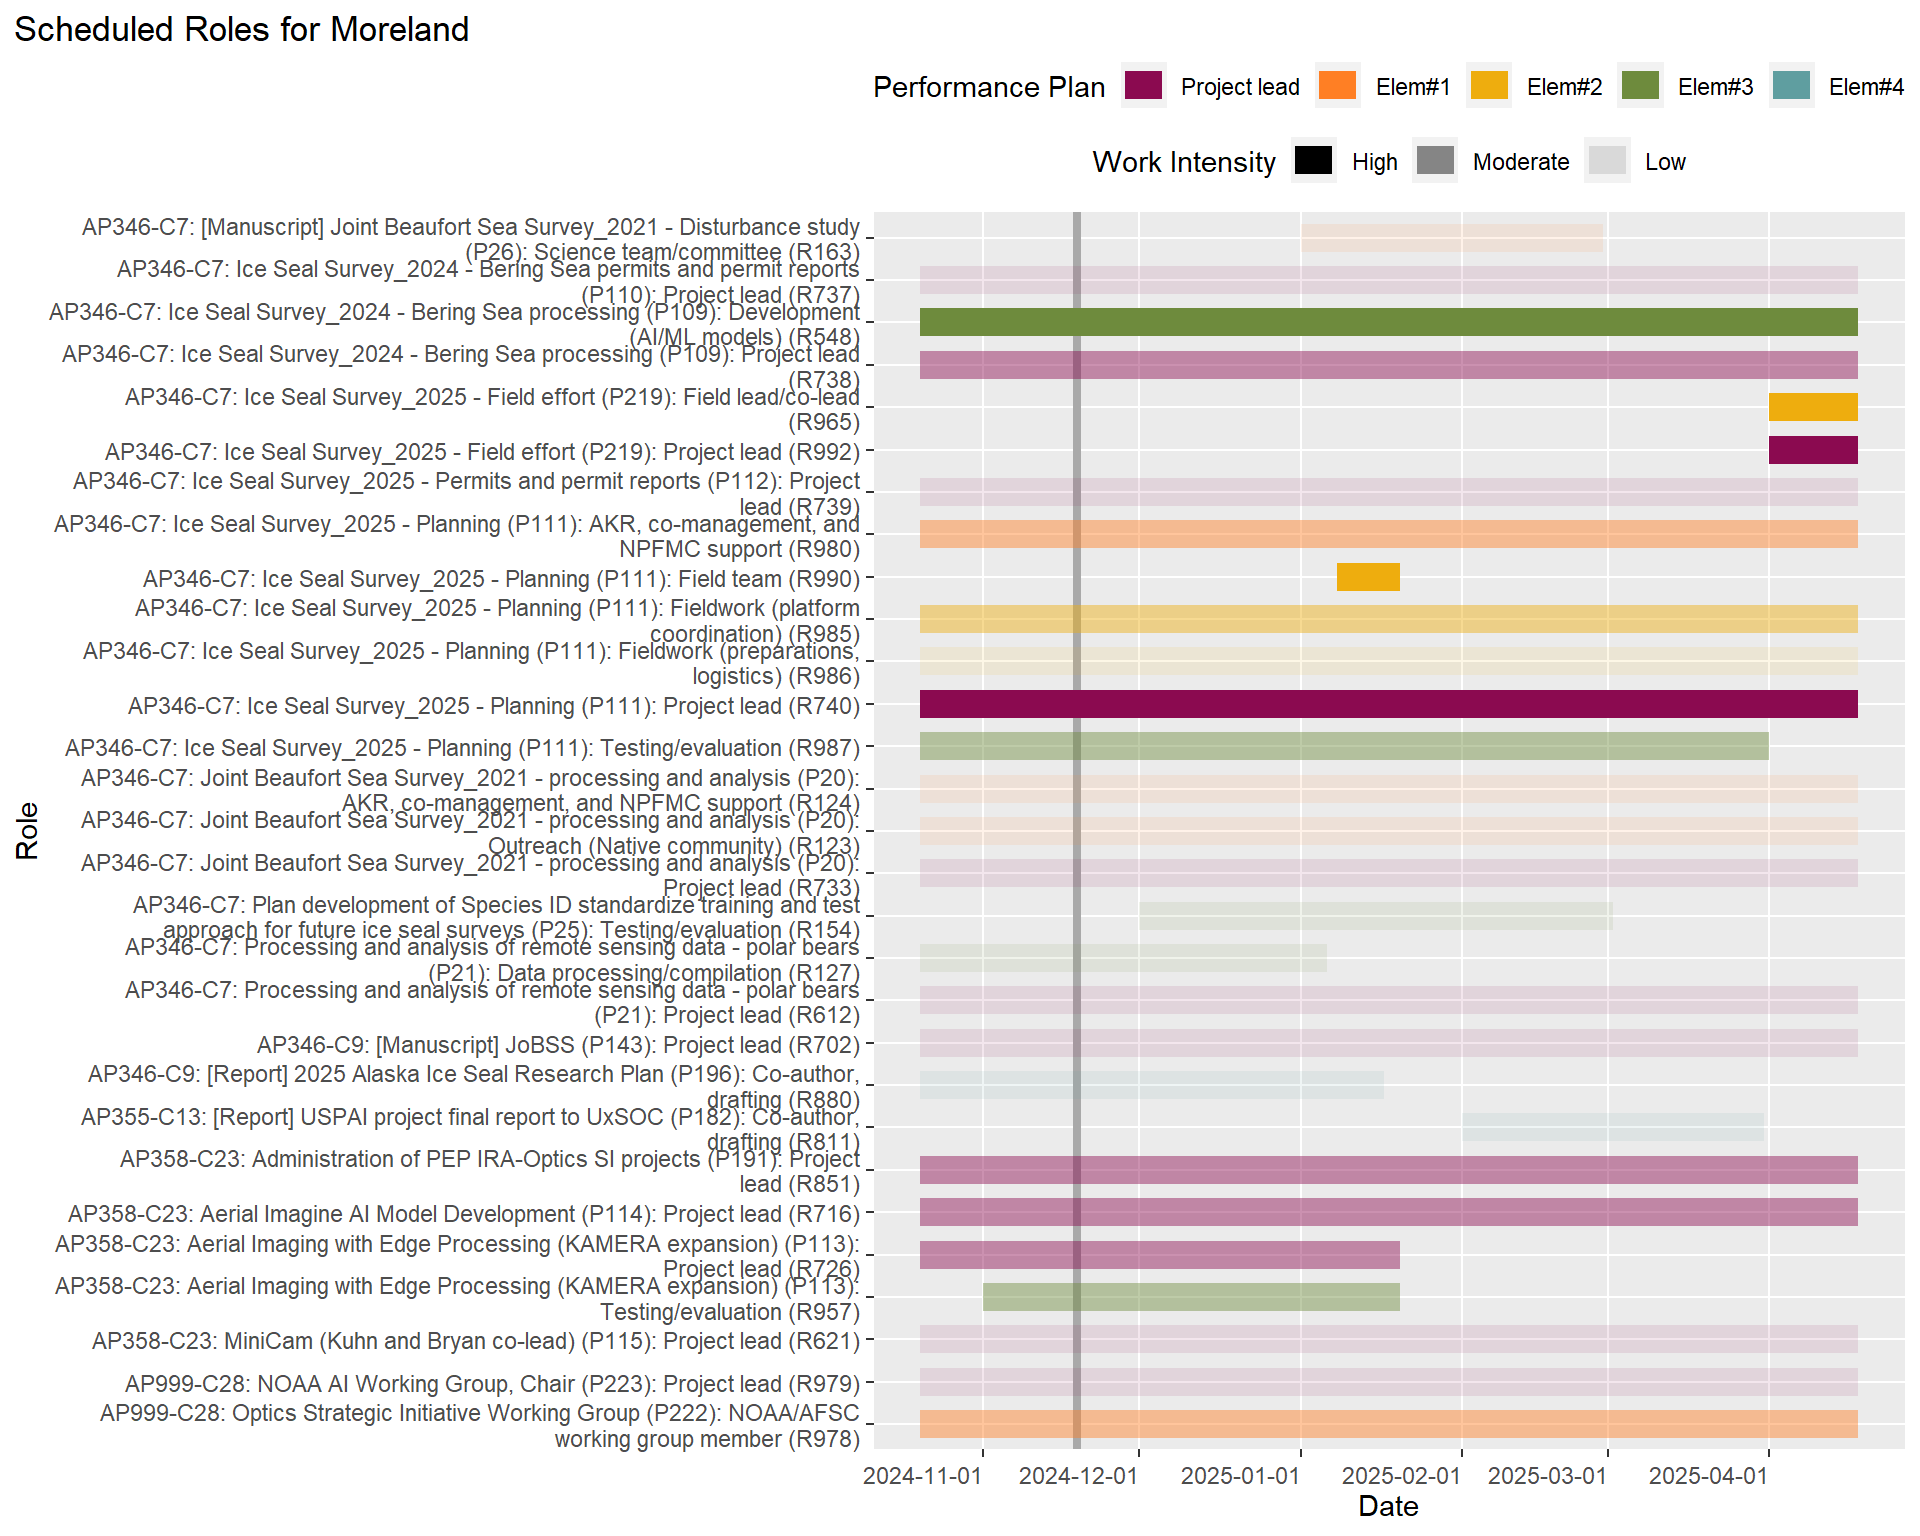 Scheduled Roles for Moreland
Performance Plan Project lead Elem#1 Elem#2 Elem#3 Elem#4
Work Intensity High Moderate Low
AP346-C7: [Manuscript] Joint Beaufort Sea Survey_2021 - Disturbance study
(P26): Science team/committee (R163)
AP346-C7: Ice Seal Survey_2024 - Bering Sea permits and permit reports
(P110): Project lead (R737)
AP346-C7: Ice Seal Survey_2024 - Bering Sea processing (P109): Development
(AI/ML models) (R548)
AP346-C7: Ice Seal Survey_2024 - Bering Sea processing (P109): Project lead
(R738)
AP346-C7: Ice Seal Survey_2025 - Field effort (P219): Field lead/co-lead
(R965)
AP346-C7: Ice Seal Survey_2025 - Field effort (P219): Project lead (R992)
AP346-C7: Ice Seal Survey_2025 - Permits and permit reports (P112): Project
lead (R739)
AP346-C7: Ice Seal Survey_2025 - Planning (P111): AKR, co-management, and
NPFMC support (R980)
AP346-C7: Ice Seal Survey_2025 - Planning (P111): Field team (R990)
AP346-C7: Ice Seal Survey_2025 - Planning (P111): Fieldwork (platform
coordination) (R985)
AP346-C7: Ice Seal Survey_2025 - Planning (P111): Fieldwork (preparations,
logistics) (R986)
AP346-C7: Ice Seal Survey_2025 - Planning (P111): Project lead (R740)
AP346-C7: Ice Seal Survey_2025 - Planning (P111): Testing/evaluation (R987)
AP346-C7: Joint Beaufort Sea Survey_2021 - processing and analysis (P20):
AKR, co-management, and NPFMC support (R124)
AP346-C7: Joint Beaufort Sea Survey_2021 - processing and analysis (P20):
Outreach (Native community) (R123)
AP346-C7: Joint Beaufort Sea Survey_2021 - processing and analysis (P20):
Project lead (R733)
AP346-C7: Plan development of Species ID standardize training and test
approach for future ice seal surveys (P25): Testing/evaluation (R154)
AP346-C7: Processing and analysis of remote sensing data - polar bears
(P21): Data processing/compilation (R127)
AP346-C7: Processing and analysis of remote sensing data - polar bears
(P21): Project lead (R612)
AP346-C9: [Manuscript] JoBSS (P143): Project lead (R702)
AP346-C9: [Report] 2025 Alaska Ice Seal Research Plan (P196): Co-author,
drafting (R880)
AP355-C13: [Report] USPAI project final report to UxSOC (P182): Co-author,
drafting (R811)
AP358-C23: Administration of PEP IRA-Optics SI projects (P191): Project
lead (R851)
AP358-C23: Aerial Imagine AI Model Development (P114): Project lead (R716)
AP358-C23: Aerial Imaging with Edge Processing (KAMERA expansion) (P113):
Project lead (R726)
AP358-C23: Aerial Imaging with Edge Processing (KAMERA expansion) (P113):
Testing/evaluation (R957)
AP358-C23: MiniCam (Kuhn and Bryan co-lead) (P115): Project lead (R621)
AP999-C28: NOAA AI Working Group, Chair (P223): Project lead (R979)
AP999-C28: Optics Strategic Initiative Working Group (P222): NOAA/AFSC
working group member (R978)
Role
2024-11-01 2024-12-01 2025-01-01 2025-02-01 2025-03-01 2025-04-01
Date